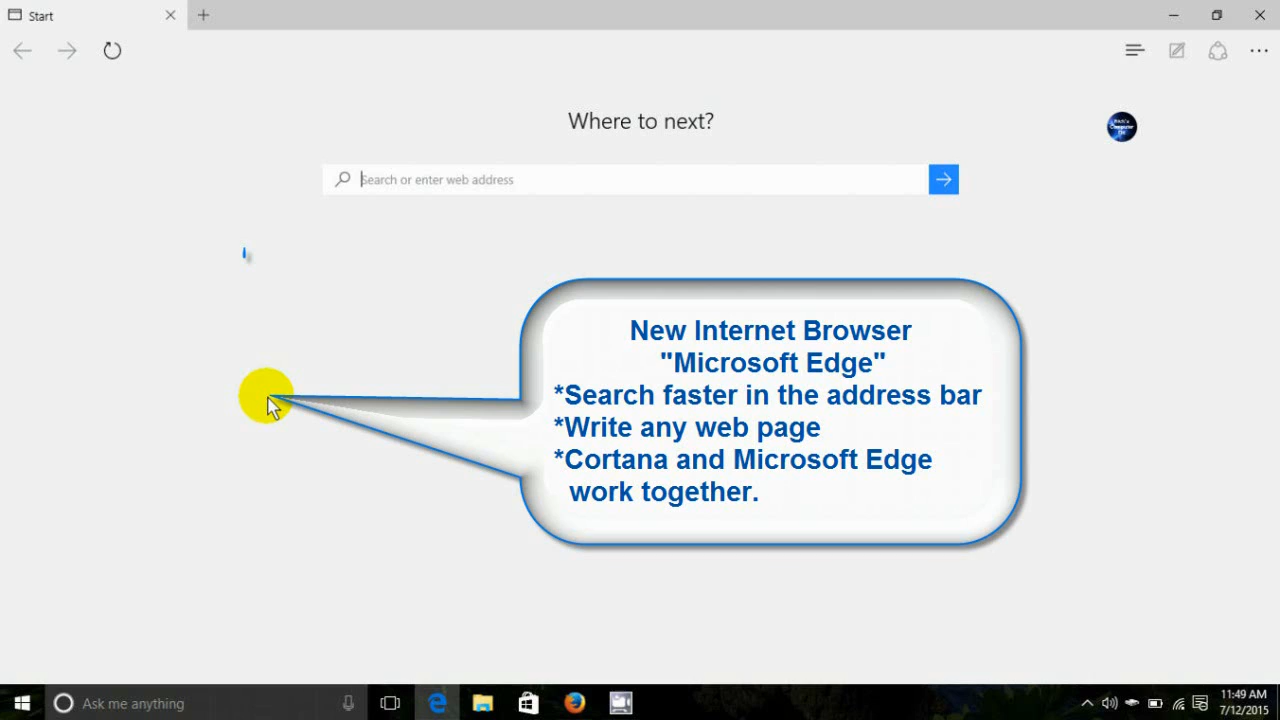 Start
Where to next?
Search or enter web address
New Internet Browser
"Microsoft Edge"
*Search faster in the address bar
*Write any web page
*Cortana and Microsoft Edge
work together.
Ask me anything
11:49 AM
7/12/2015